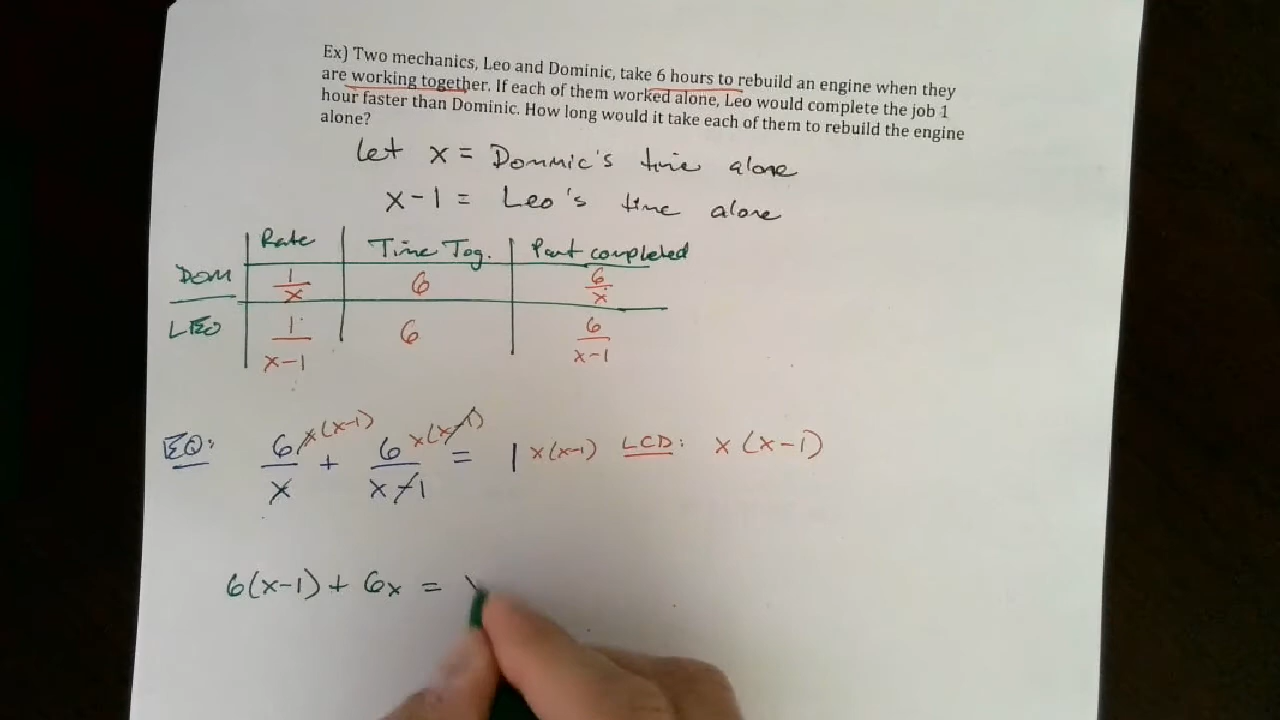 Ex) Two mechanics, Leo and Dominic, take 6 hours to rebuild an engine when they
are working together. If each of them worked alone, Leo would complete the job 1
hour faster than Dominic. How long would it take each of them to rebuild the engine
alone?
Let x = Dominic's time alone
x-1 = Leo's time alone
Rate | Time Tog. | Part completed
DOM | 1/x | 6 | 6/x
LEO | 1/(x-1) | 6 | 6/(x-1)
EQ: 6x(x-1)/x + 6x(x-1)/(x-1) = 1x(x-1) LCD: x(x-1)
6(x-1) + 6x = x